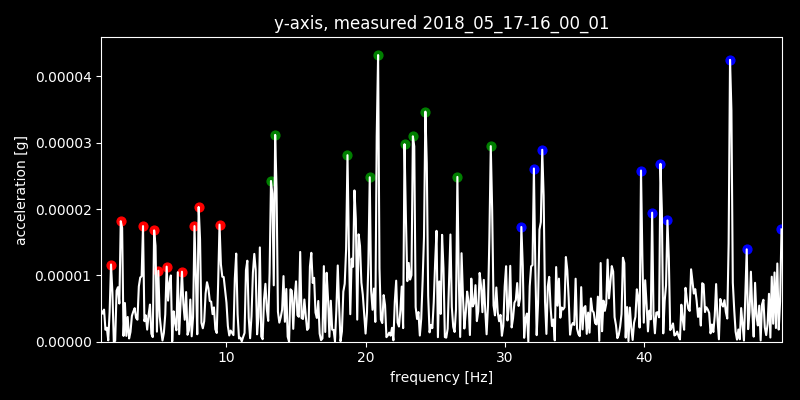 y-axis, measured 2018_05_17-16_00_01
acceleration [g]
0.00004
0.00003
0.00002
0.00001
0.00000
10 20 30 40
frequency [Hz]